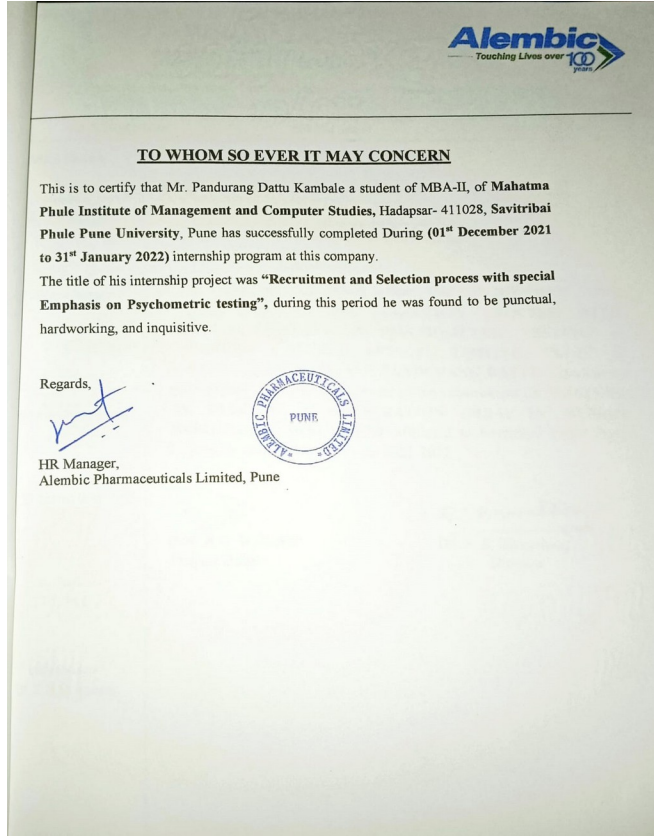 Alembic
Touching Lives over 100
years
TO WHOM SO EVER IT MAY CONCERN
This is to certify that Mr. Pandurang Dattu Kambale a student of MBA-II, of Mahatma
Phule Institute of Management and Computer Studies, Hadapsar- 411028, Savitribai
Phule Pune University, Pune has successfully completed During (01st December 2021
to 31st January 2022) internship program at this company.
The title of his internship project was “Recruitment and Selection process with special
Emphasis on Psychometric testing”, during this period he was found to be punctual,
hardworking, and inquisitive.
Regards,
ALEMBIC PHARMACEUTICALS LIMITED
PUNE
HR Manager,
Alembic Pharmaceuticals Limited, Pune